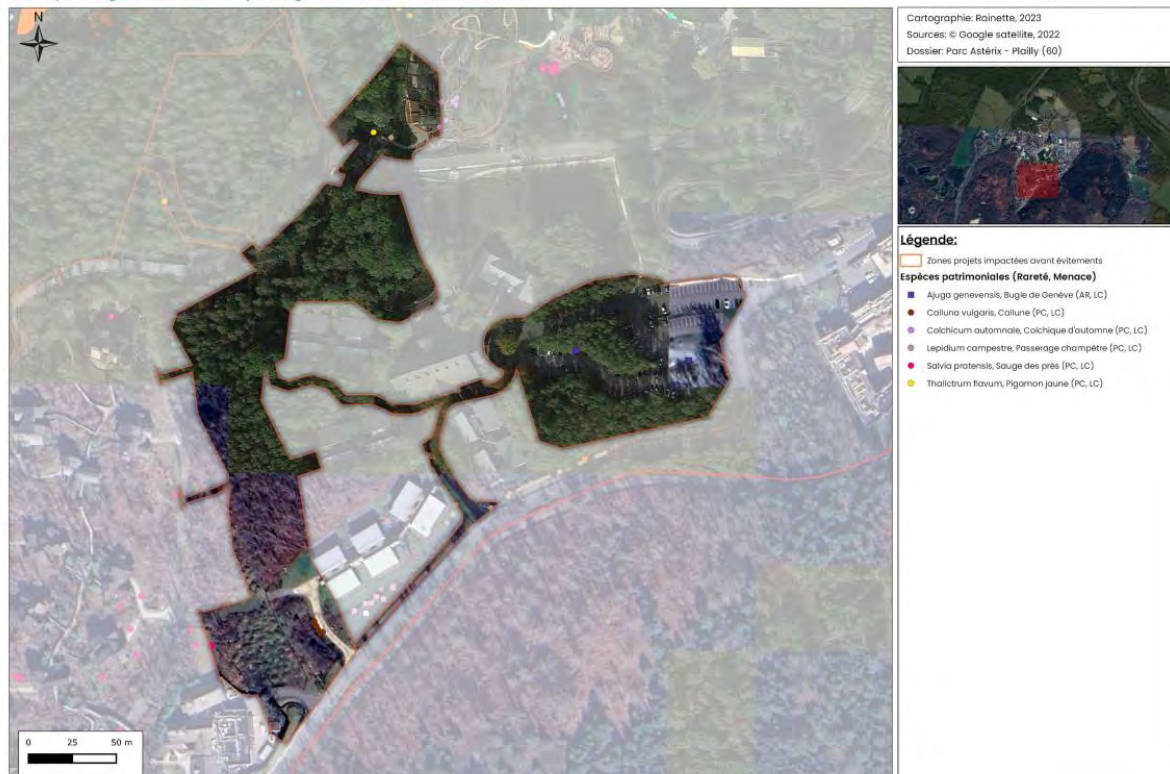 N
Cartographie: Rainette, 2023
Sources: © Google satellite, 2022
Dossier: Parc Astérix - Plailly (60)
Légende:
Zones projets impactées avant évitements
Espèces patrimoniales (Rareté, Menace)
Ajuga genevensis, Bugle de Genève (AR, LC)
Calluna vulgaris, Callune (PC, LC)
Colchicum automnale, Colchique d'automne (PC, LC)
Lepidium campestre, Passerage champêtre (PC, LC)
Salvia pratensis, Sauge des près (PC, LC)
Thalictrum flavum, Pigamon jaune (PC, LC)
0 25 50 m